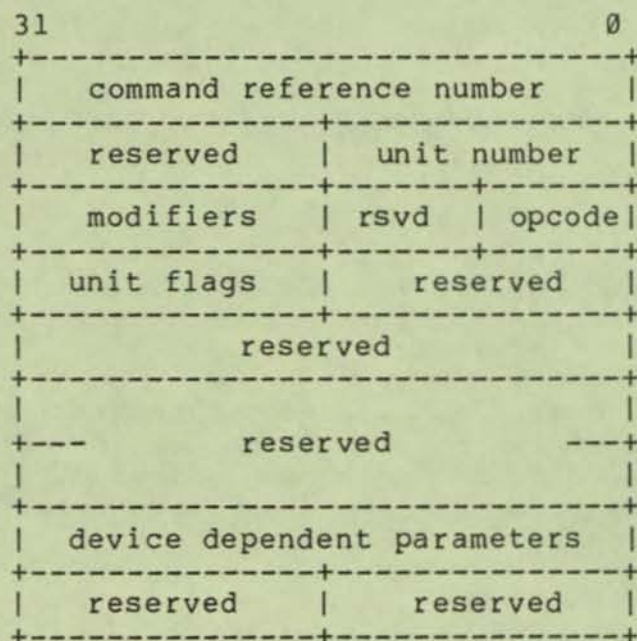 31                             0
+------------------------------+
|   command reference number   |
+---------------+--------------+
|   reserved    |  unit number |
+---------------+-------+------+
|   modifiers   | rsvd  | opcode|
+---------------+-------+------+
|  unit flags   |    reserved  |
+---------------+--------------+
|           reserved           |
+------------------------------+
|                              |
+---        reserved        ---+
|                              |
+------------------------------+
|  device dependent parameters |
+---------------+--------------+
|   reserved    |    reserved  |
+---------------+--------------+